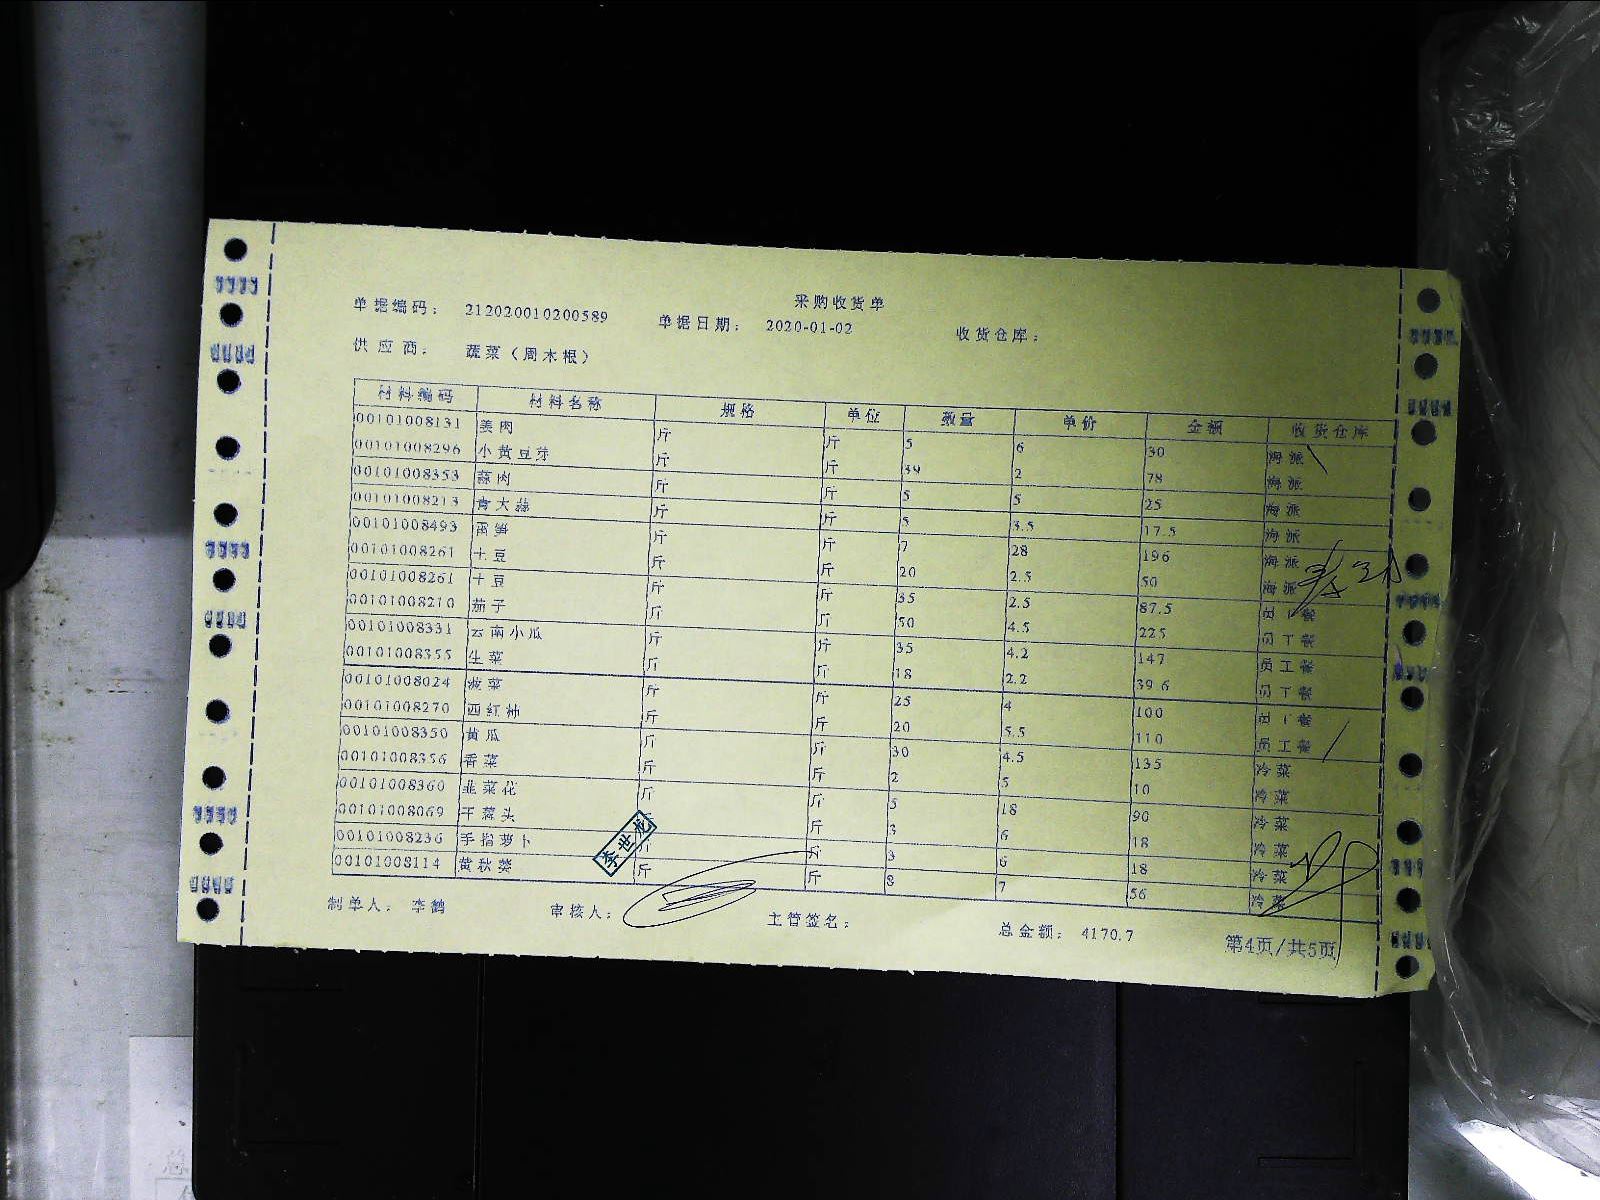 采购收货单
单据编码： 212020010200589 单据日期： 2020-01-02 收货仓库：
供应商： 蔬菜（周木根）
材料编码 材料名称 规格 单位 数量 单价 金额 收货仓库
00101008131 姜肉 斤 斤 5 6 30 海派
00101008296 小黄豆芽 斤 斤 39 2 78 海派
00101008353 蒜肉 斤 斤 5 5 25 海派
00101008213 青大蒜 斤 斤 5 3.5 17.5 海派
00101008493 莴笋 斤 斤 7 28 196 海派
00101008261 土豆 斤 斤 20 2.5 50 海派
00101008261 土豆 斤 斤 35 2.5 87.5 员工餐
00101008210 茄子 斤 斤 50 4.5 225 员工餐
00101008331 云南小瓜 斤 斤 35 4.2 147 员工餐
00101008355 生菜 斤 斤 18 2.2 39.6 员工餐
00101008024 菠菜 斤 斤 25 4 100 员工餐
00101008270 西红柿 斤 斤 20 5.5 110 员工餐
00101008350 黄瓜 斤 斤 30 4.5 135 冷菜
00101008356 香菜 斤 斤 2 5 10 冷菜
00101008360 韭菜花 斤 斤 5 18 90 冷菜
00101008069 干葱头 斤 斤 3 6 18 冷菜
00101008236 手指萝卜 斤 斤 3 6 18 冷菜
00101008114 黄秋葵 斤 斤 8 7 56 冷菜
李世龙
制单人： 李鹤 审核人： 主管签名： 总金额： 4170.7 第4页/共5页